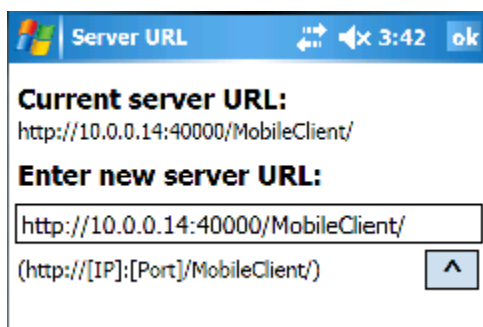 Server URL 3:42 ok
Current server URL:
http://10.0.0.14:40000/MobileClient/
Enter new server URL:
http://10.0.0.14:40000/MobileClient/
(http://[IP]:[Port]/MobileClient/) ^